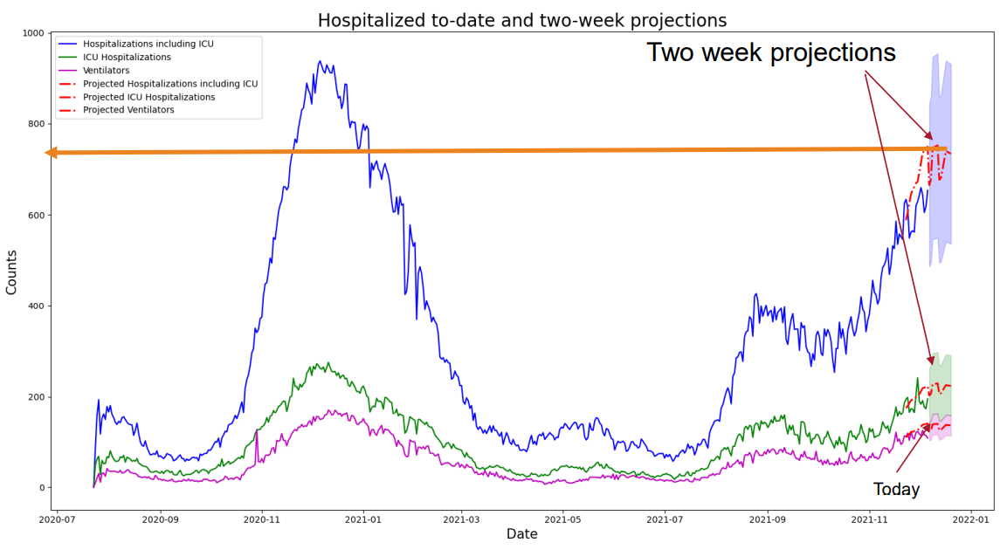 Hospitalized to-date and two-week projections
Hospitalizations including ICU
ICU Hospitalizations
Ventilators
Projected Hospitalizations including ICU
Projected ICU Hospitalizations
Projected Ventilators
Two week projections
Today
Counts
1000
800
600
400
200
0
2020-07
2020-09
2020-11
2021-01
2021-03
2021-05
2021-07
2021-09
2021-11
2022-01
Date